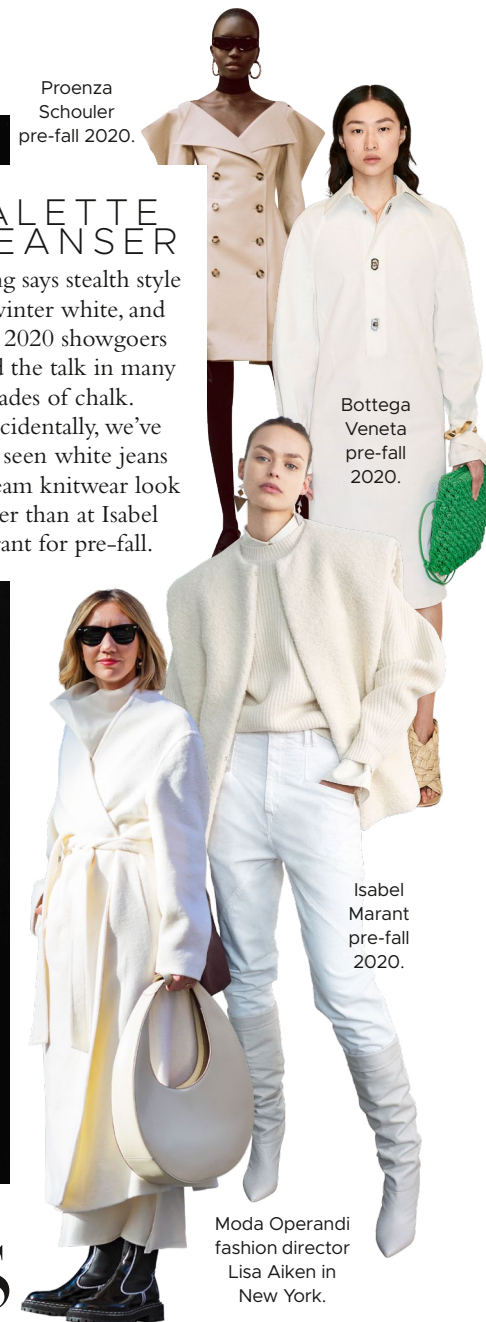 Proenza
Schouler
pre-fall 2020.
ALETTE
EANSER
ng says stealth style
winter white, and
2020 showgoers
d the talk in many
ades of chalk.
cidentally, we’ve
seen white jeans
eam knitwear look
er than at Isabel
rant for pre-fall.
Bottega
Veneta
pre-fall
2020.
Isabel
Marant
pre-fall
2020.
Moda Operandi
fashion director
Lisa Aiken in
New York.
S